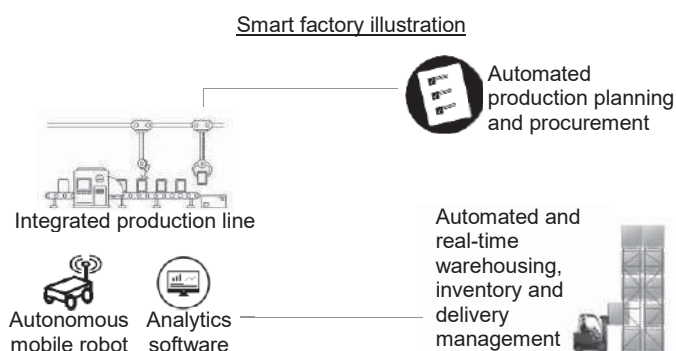 Smart factory illustration
Automated
production planning
and procurement
Integrated production line
Automated and
real-time
warehousing,
inventory and
delivery
management
Autonomous
mobile robot
Analytics
software